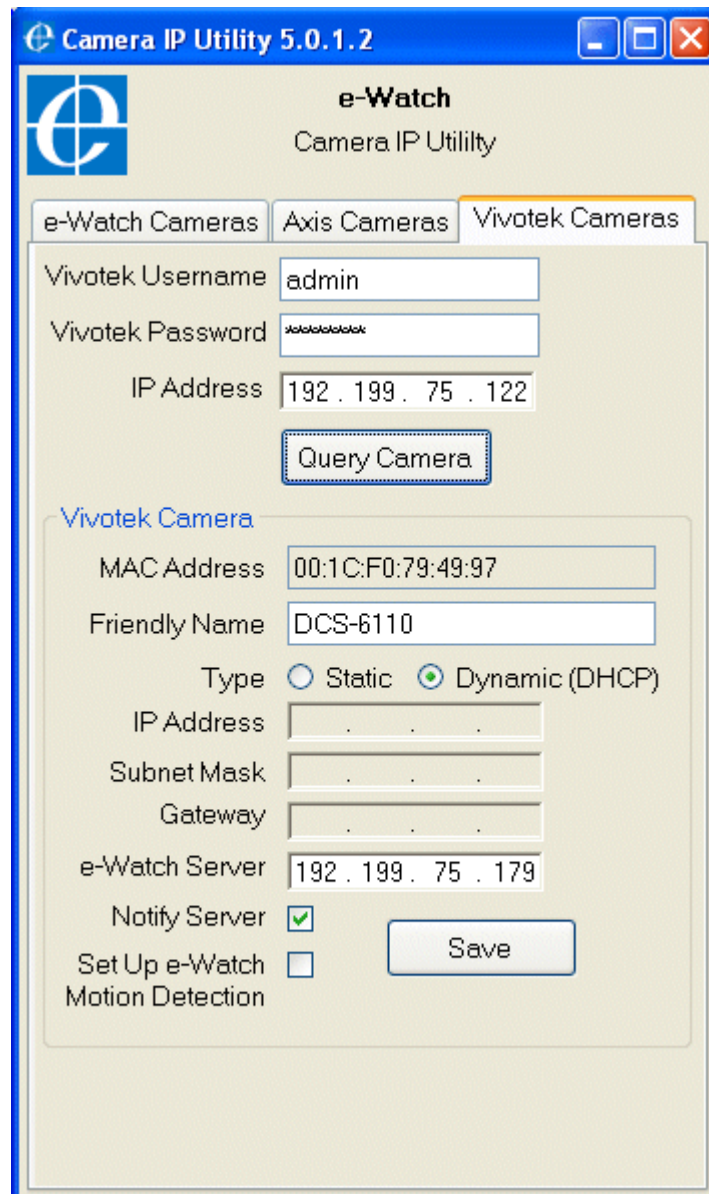 Camera IP Utility 5.0.1.2
e-Watch
Camera IP Utililty
e-Watch Cameras Axis Cameras Vivotek Cameras
Vivotek Username admin
Vivotek Password *********
IP Address 192 . 199 . 75 . 122
Query Camera
Vivotek Camera
MAC Address 00:1C:F0:79:49:97
Friendly Name DCS-6110
Type Static Dynamic (DHCP)
IP Address . . .
Subnet Mask . . .
Gateway . . .
e-Watch Server 192 . 199 . 75 . 179
Notify Server
Save
Set Up e-Watch
Motion Detection